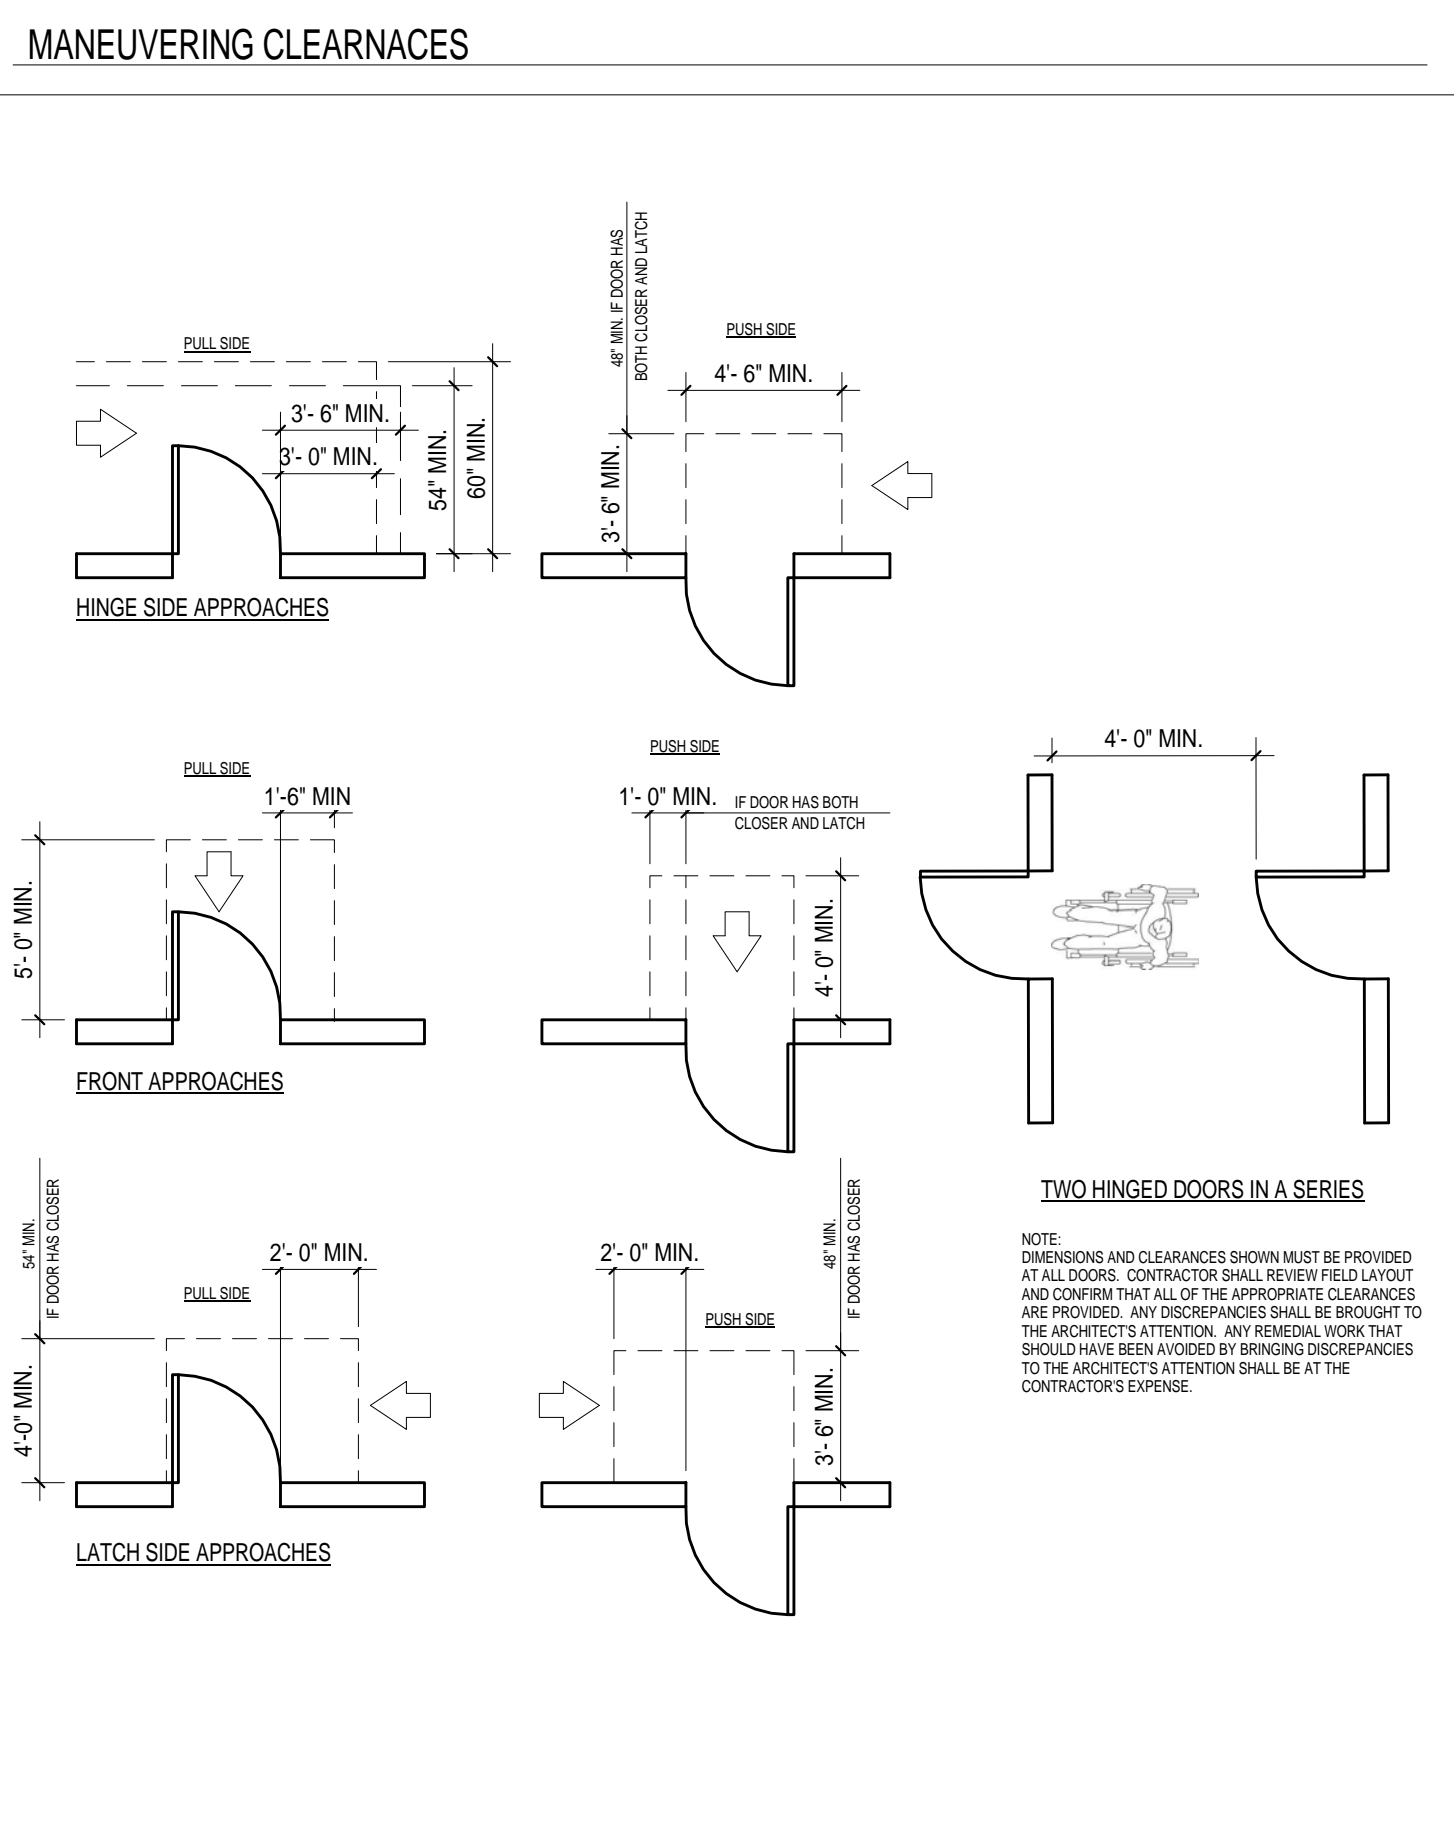 MANEUVERING CLEARNACES
48" MIN. IF DOOR HAS
BOTH CLOSER AND LATCH
PULL SIDE
PUSH SIDE
4'- 6" MIN.
3'- 6" MIN.
3'- 0" MIN.
54" MIN.
60" MIN.
3'- 6" MIN.
HINGE SIDE APPROACHES
PULL SIDE
1'-6" MIN
5'- 0" MIN.
PUSH SIDE
1'- 0" MIN.
IF DOOR HAS BOTH
CLOSER AND LATCH
4'- 0" MIN.
4'- 0" MIN.
FRONT APPROACHES
TWO HINGED DOORS IN A SERIES
NOTE:
DIMENSIONS AND CLEARANCES SHOWN MUST BE PROVIDED
AT ALL DOORS. CONTRACTOR SHALL REVIEW FIELD LAYOUT
AND CONFIRM THAT ALL OF THE APPROPRIATE CLEARANCES
ARE PROVIDED. ANY DISCREPANCIES SHALL BE BROUGHT TO
THE ARCHITECT'S ATTENTION. ANY REMEDIAL WORK THAT
SHOULD HAVE BEEN AVOIDED BY BRINGING DISCREPANCIES
TO THE ARCHITECT'S ATTENTION SHALL BE AT THE
CONTRACTOR'S EXPENSE.
54" MIN.
IF DOOR HAS CLOSER
2'- 0" MIN.
PULL SIDE
4'-0" MIN.
2'- 0" MIN.
PUSH SIDE
48" MIN.
IF DOOR HAS CLOSER
3'- 6" MIN.
LATCH SIDE APPROACHES